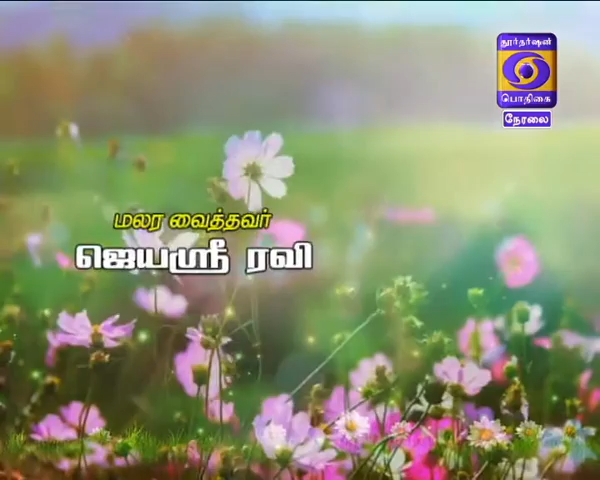 தூர்தர்ஷன்
பொதிகை
நேரலை
மலர வைத்தவர்
ஜெயஸ்ரீ ரவி